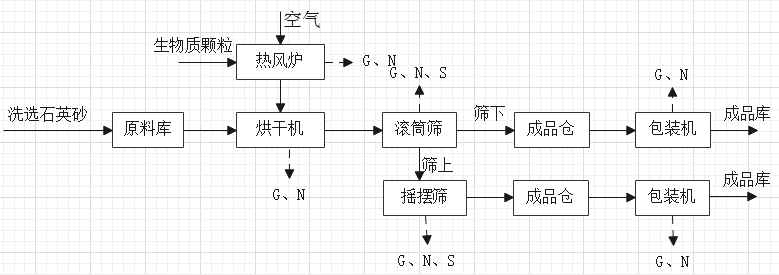 空气
生物质颗粒
热风炉
G、N
G、N、S
G、N
洗选石英砂
原料库
烘干机
滚筒筛
筛下
成品仓
包装机
成品库
筛上
G、N
摇摆筛
成品仓
包装机
成品库
G、N、S
G、N